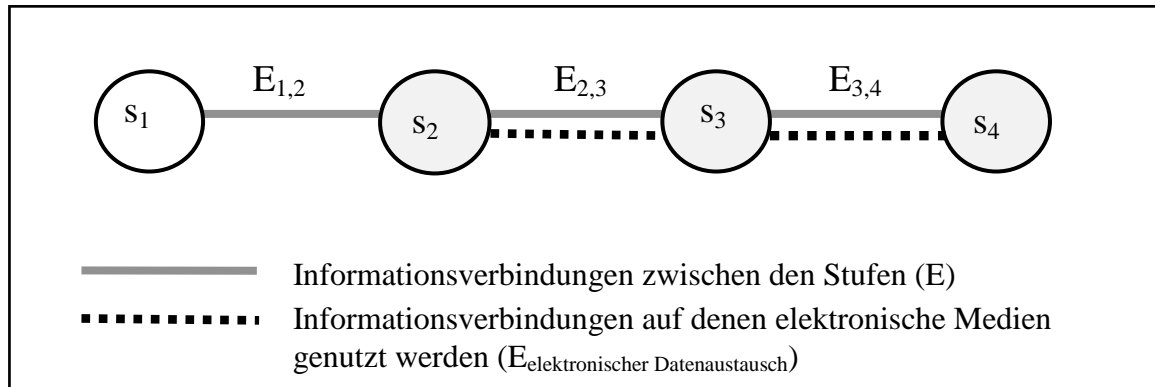 E1,2 E2,3 E3,4
s1 s2 s3 s4
Informationsverbindungen zwischen den Stufen (E)
Informationsverbindungen auf denen elektronische Medien
genutzt werden (Eelektronischer Datenaustausch)